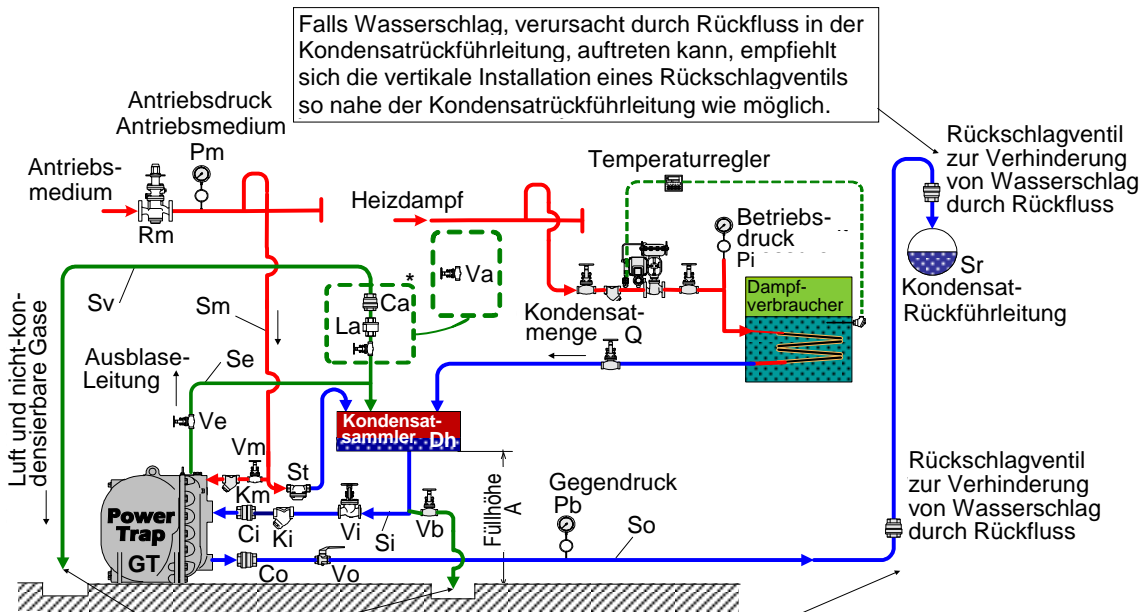 Falls Wasserschlag, verursacht durch Rückfluss in der
Kondensatrückführleitung, auftreten kann, empfiehlt
sich die vertikale Installation eines Rückschlagventils
so nahe der Kondensatrückführleitung wie möglich.
Antriebsdruck
Antriebsmedium
Pm
Antriebs-
medium
Rm
Heizdampf
Temperaturregler
Betriebs-
druck
Pi
Rückschlagventil
zur Verhinderung
von Wasserschlag
durch Rückfluss
Sr
Kondensat-
Rückführleitung
Sv
Sm
*
Va
Ca
La
Kondensat-
menge
Q
Dampf-
verbraucher
Luft und nicht-kon-
densierbare Gase
Ausblase-
Leitung
Se
Ve
Kondensat-
sammler
Dh
Vm
Km
St
Füllhöhe
A
Gegendruck
Pb
So
Rückschlagventil
zur Verhinderung
von Wasserschlag
durch Rückfluss
Power
Trap
GT
Ci
Ki
Vi
Si
Vb
Co
Vo